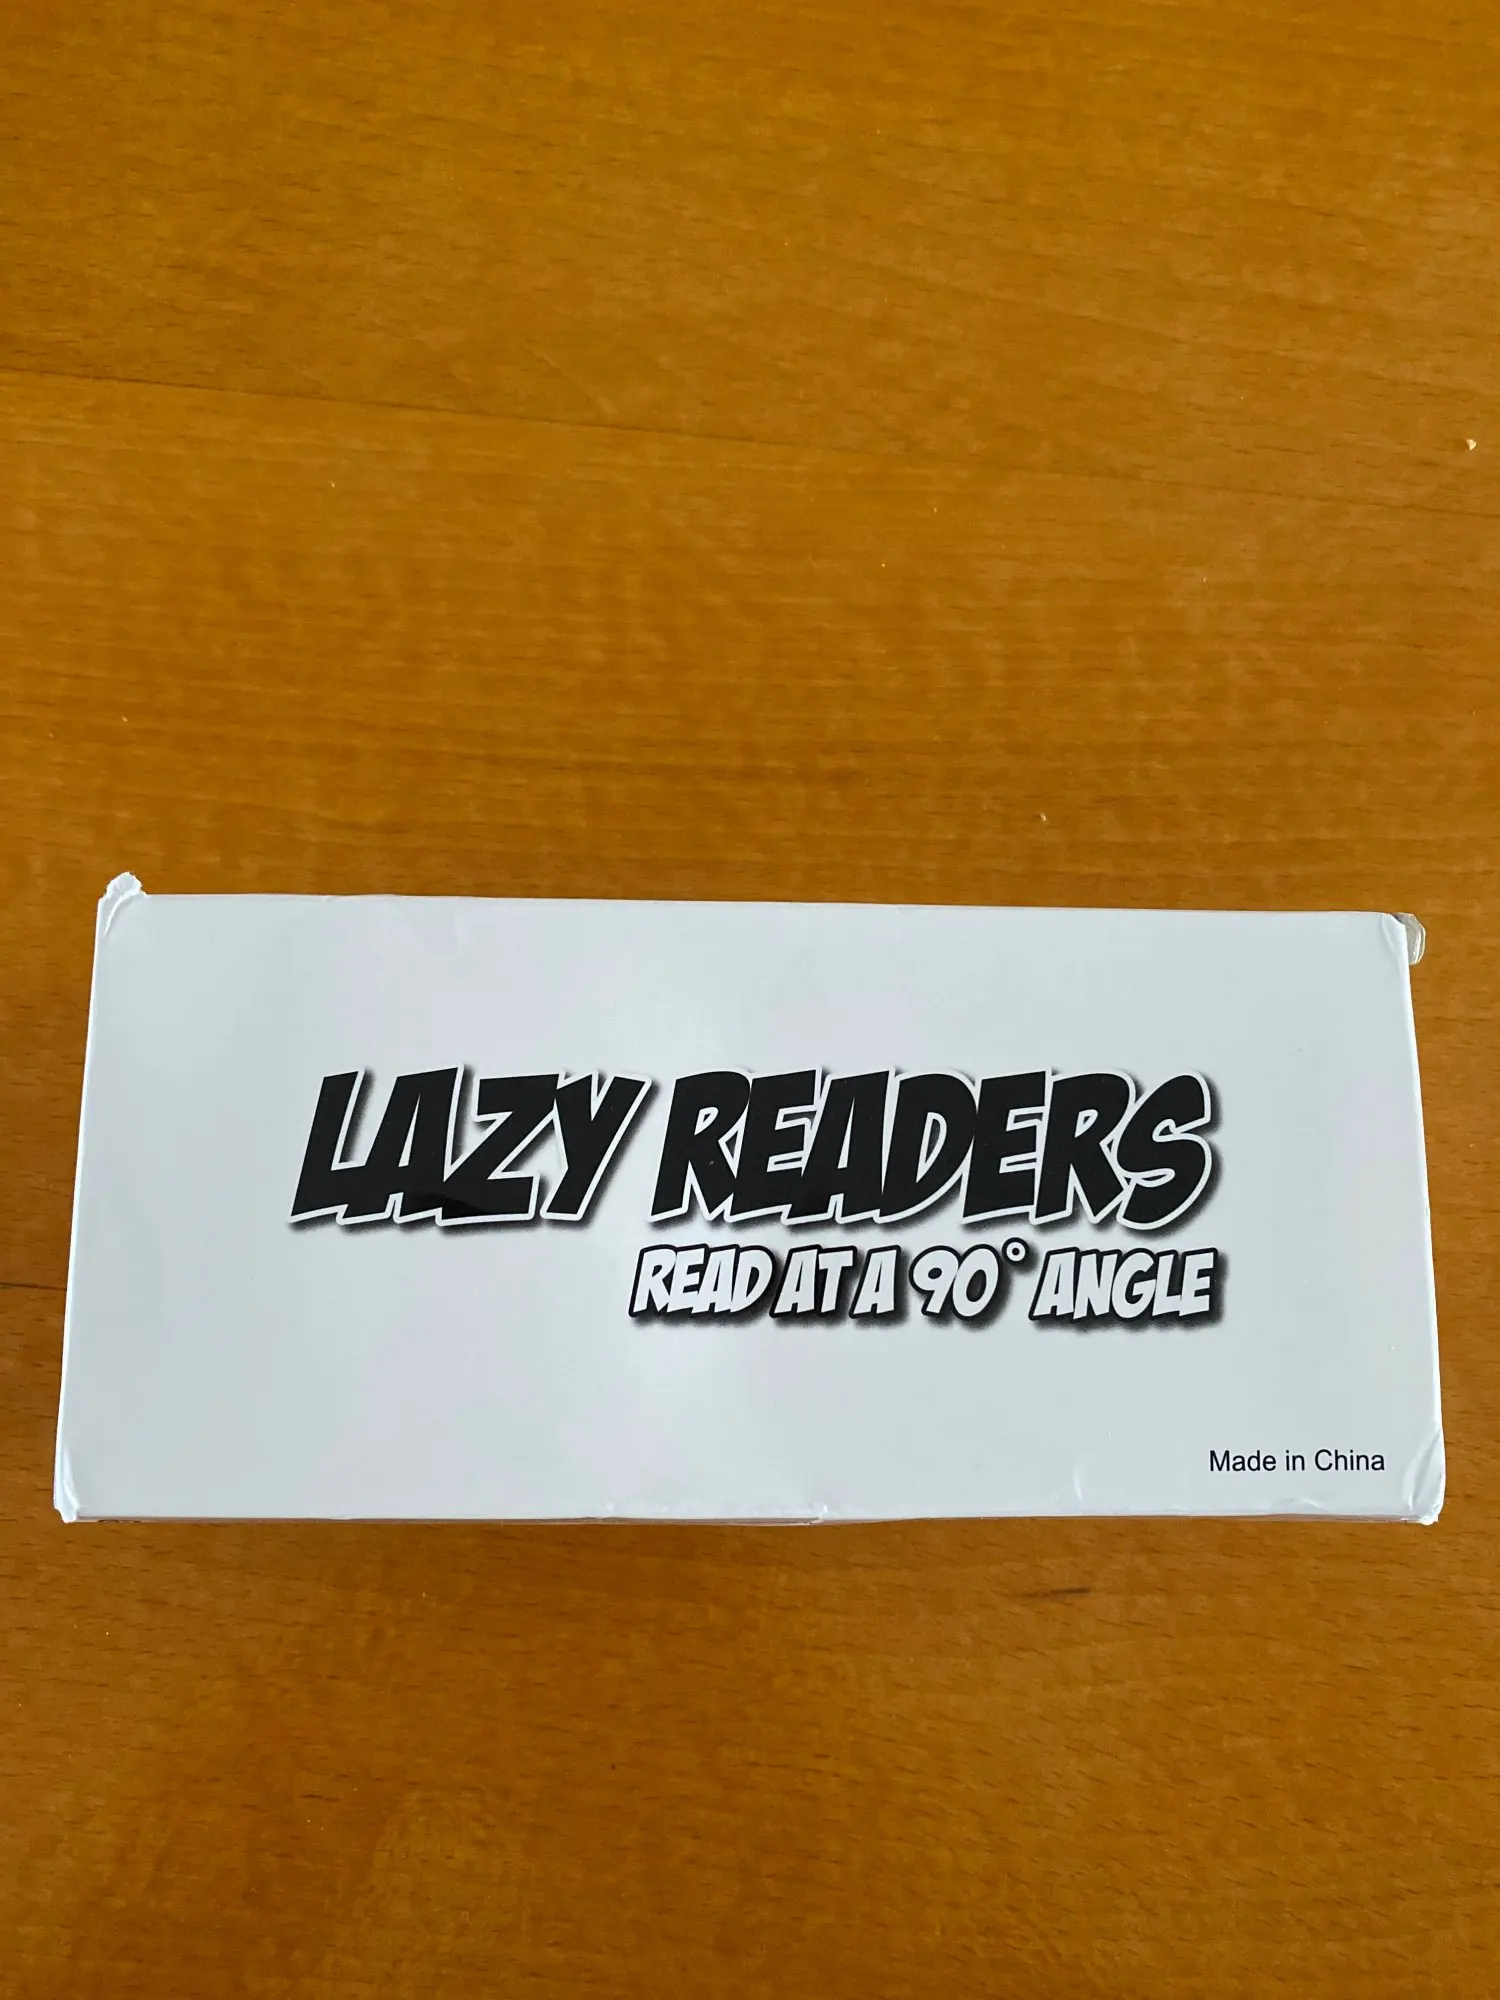 LAZY READERS
READ AT A 90° ANGLE
Made in China